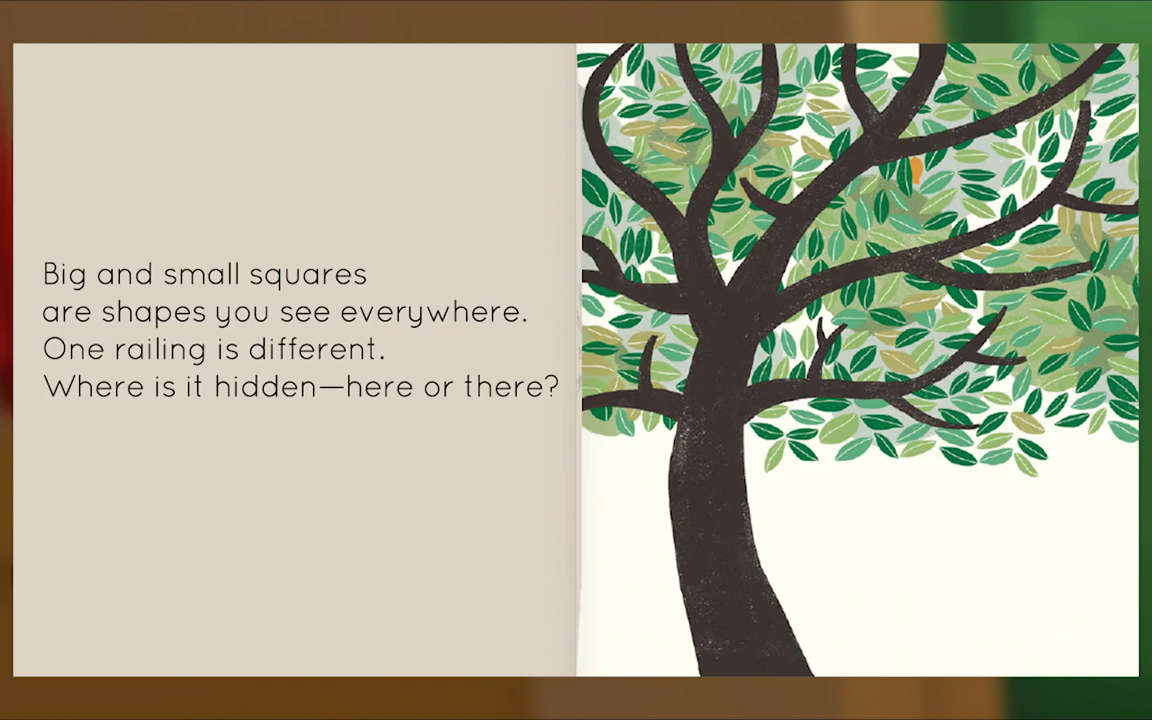 Big and small squares
are shapes you see everywhere.
One railing is different.
Where is it hidden—here or there?